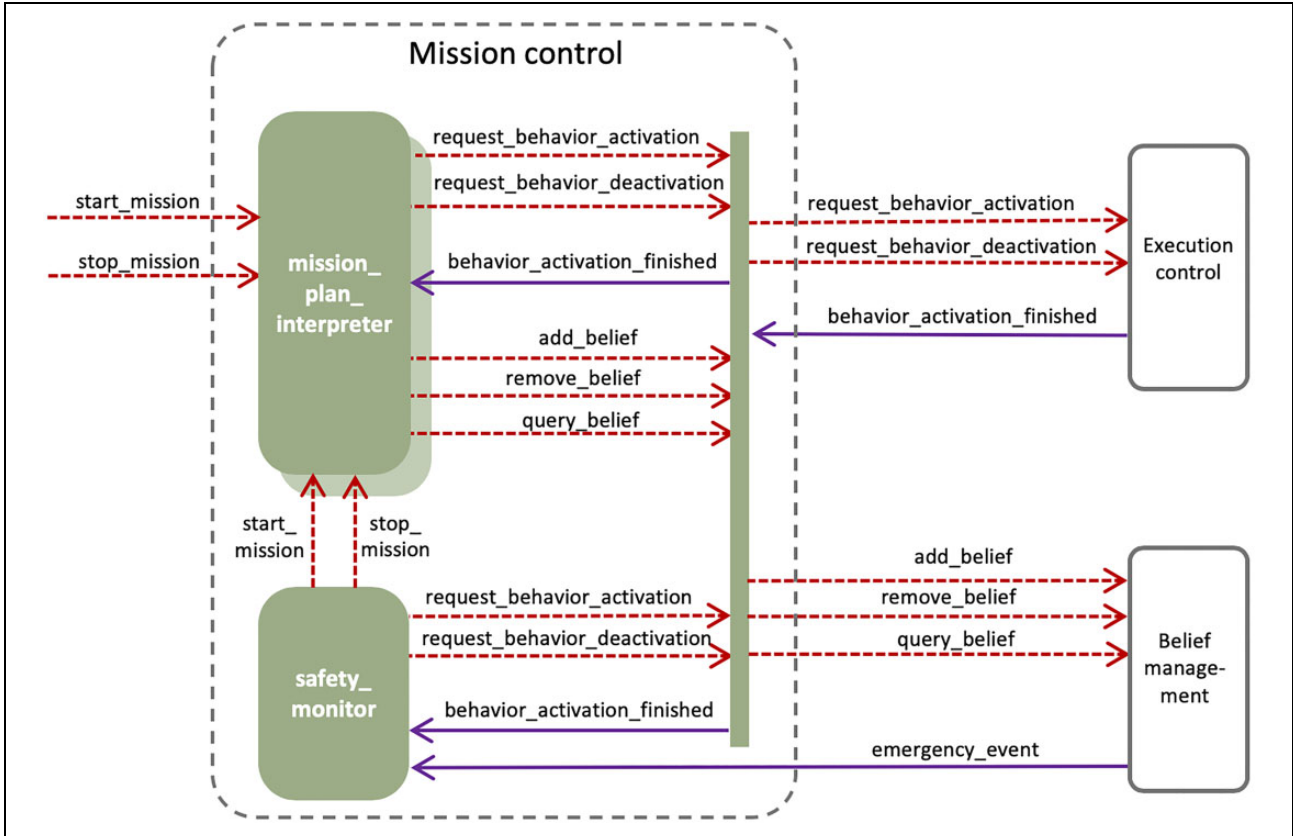 Mission control
request_behavior_activation
request_behavior_deactivation
start_mission
stop_mission
mission_
plan_
interpreter
behavior_activation_finished
add_belief
remove_belief
query_belief
request_behavior_activation
request_behavior_deactivation
behavior_activation_finished
Execution
control
start_
mission
stop_
mission
safety_
monitor
request_behavior_activation
request_behavior_deactivation
behavior_activation_finished
add_belief
remove_belief
query_belief
emergency_event
Belief
manage-
ment